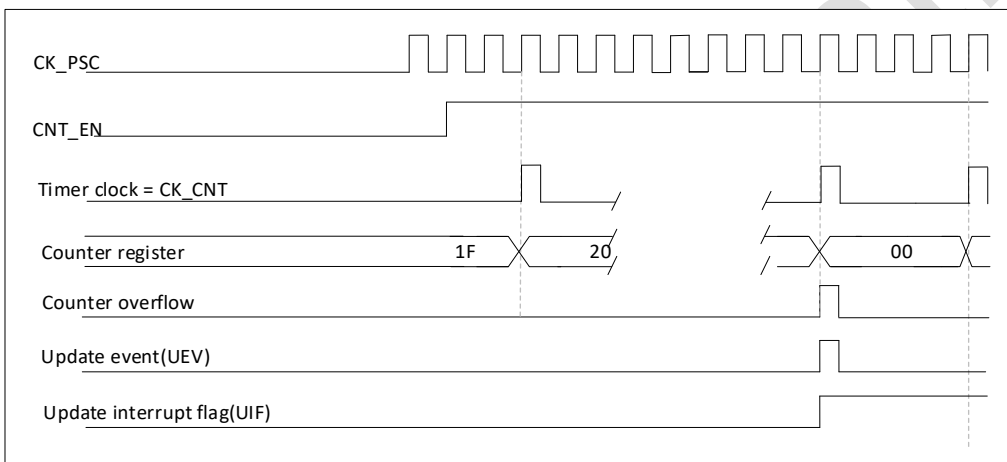 CK_PSC
CNT_EN
Timer clock = CK_CNT
Counter register 1F 20 00
Counter overflow
Update event(UEV)
Update interrupt flag(UIF)